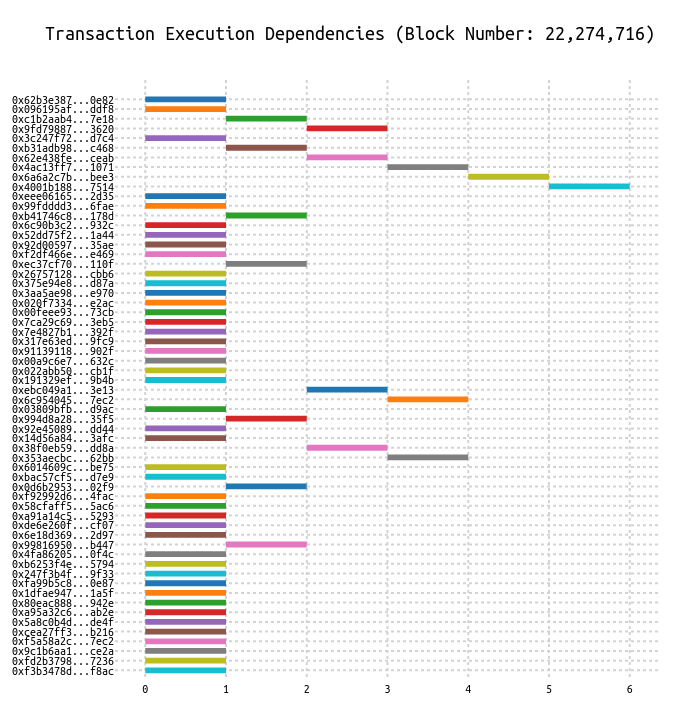 Transaction Execution Dependencies (Block Number: 22,274,716)
0x62b3e387...0e82
0x096195af...ddf8
0xc1b2aab4...7e18
0x9fd79887...3620
0x3c247f72...d7c4
0xb31adb98...c468
0x62e438fe...ceab
0x4ac13ff7...1071
0x6a6a2c7b...bee3
0x4001b188...7514
0xeee06165...2d35
0x99fdddd3...6fae
0xb41746c8...178d
0x6c90b3c2...932c
0x52dd75f2...1a44
0x92d00597...35ae
0xf2df466e...e469
0xec37cf70...110f
0x26757128...cbb6
0x375e94e8...d87a
0x3aa5ae98...e970
0x020f7334...e2ac
0x00feee93...73cb
0x7ca29c69...3eb5
0x7e4827b1...392f
0x317e63ed...9fc9
0x91139118...902f
0x00a9c6e7...632c
0x022abb50...cb1f
0x191329ef...9b4b
0xebc049a1...3e13
0x6c954045...7ec2
0x03809bfb...d9ac
0x994d8a28...35f5
0x92e45089...dd44
0x14d56a84...3afc
0x38f0eb59...dd8a
0x353aecbc...62bb
0x6014609c...be75
0xbac57cf5...d7e9
0x0d6b2953...02f9
0xf92992d6...4fac
0x58cfaff5...5ac6
0xa91a14c5...5293
0xde6e260f...cf07
0x6e18d369...2d97
0x99816950...b447
0x4fa86205...0f4c
0xb6253f4e...5794
0x247f3b4f...9f33
0xfa99b5c8...0e87
0x1dfae947...1a5f
0x80eac888...942e
0xa95a32c6...ab2e
0x5a8c0b4d...de4f
0xcea27ff3...b216
0xf5a58a2c...7ec2
0x9c1b6aa1...ce2a
0xfd2b3798...7236
0xf3b3478d...f8ac
0 1 2 3 4 5 6